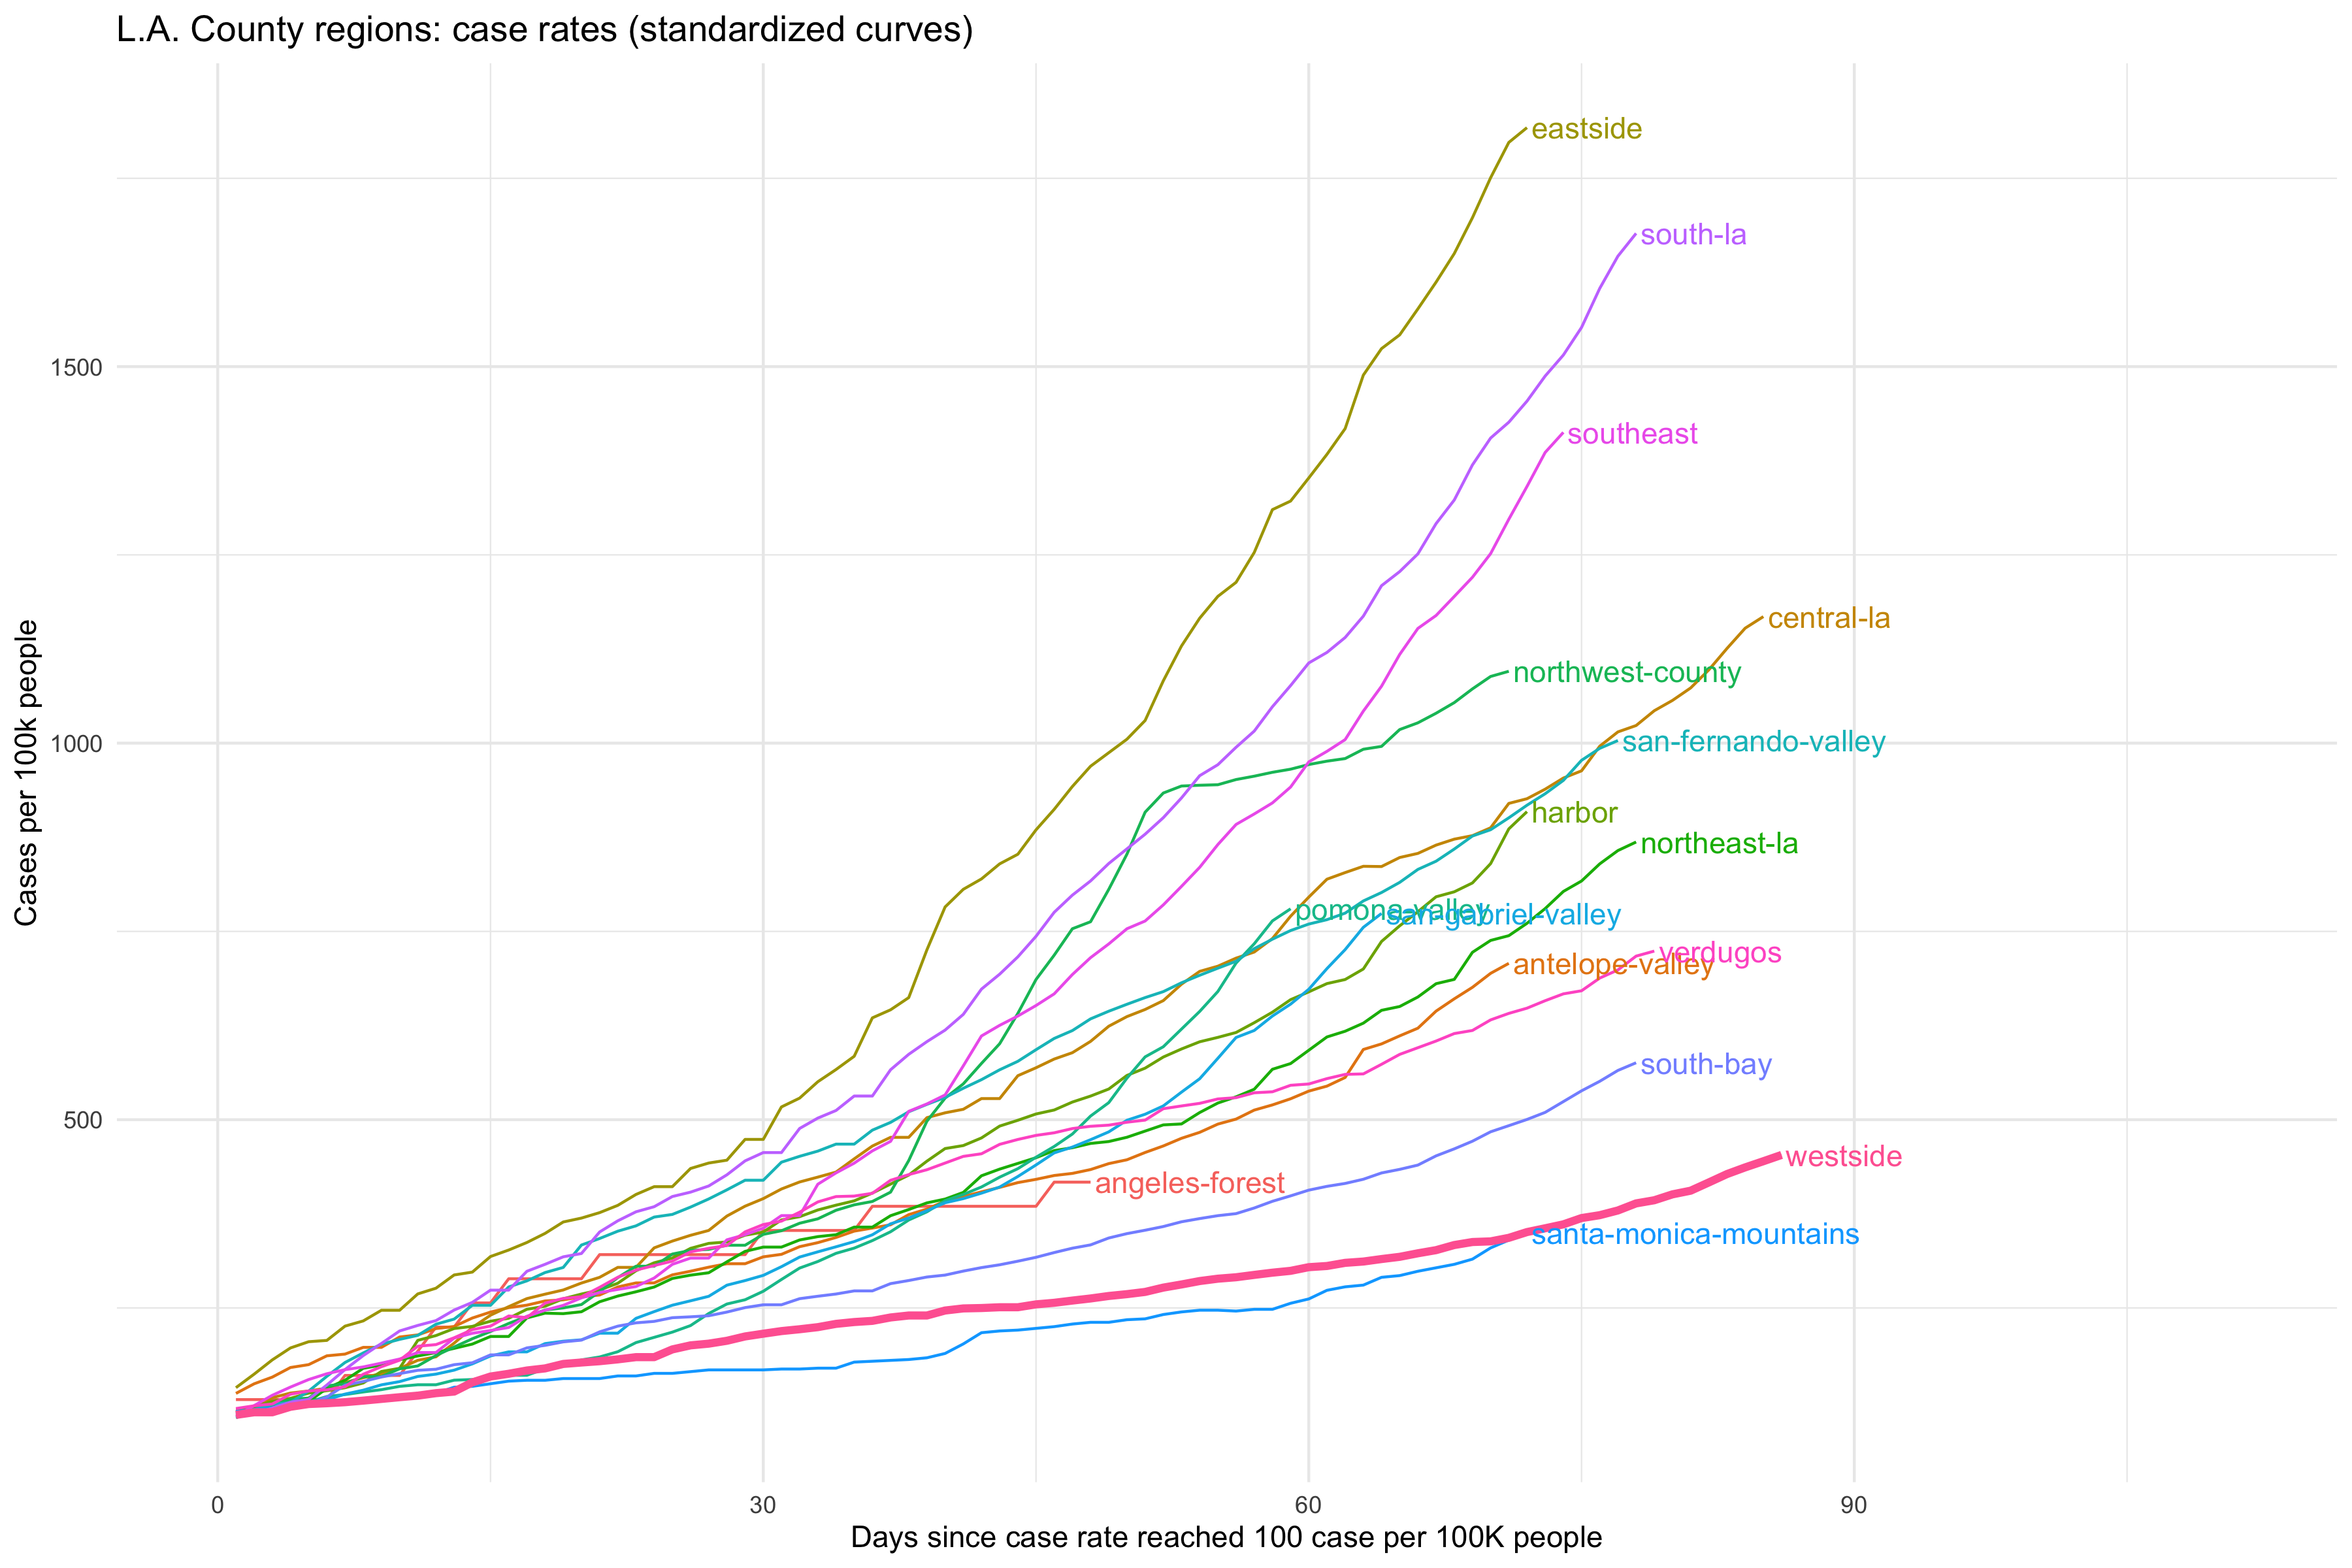 L.A. County regions: case rates (standardized curves)
eastside
south-la
1500
southeast
central-la
northwest-county
1000
san-fernando-valley
harbor
northeast-la
pomona-valley
san-gabriel-valley
verdugos
antelope-valley
500
south-bay
westside
angeles-forest
santa-monica-mountains
Cases per 100k people
0 30 60 90
Days since case rate reached 100 case per 100K people